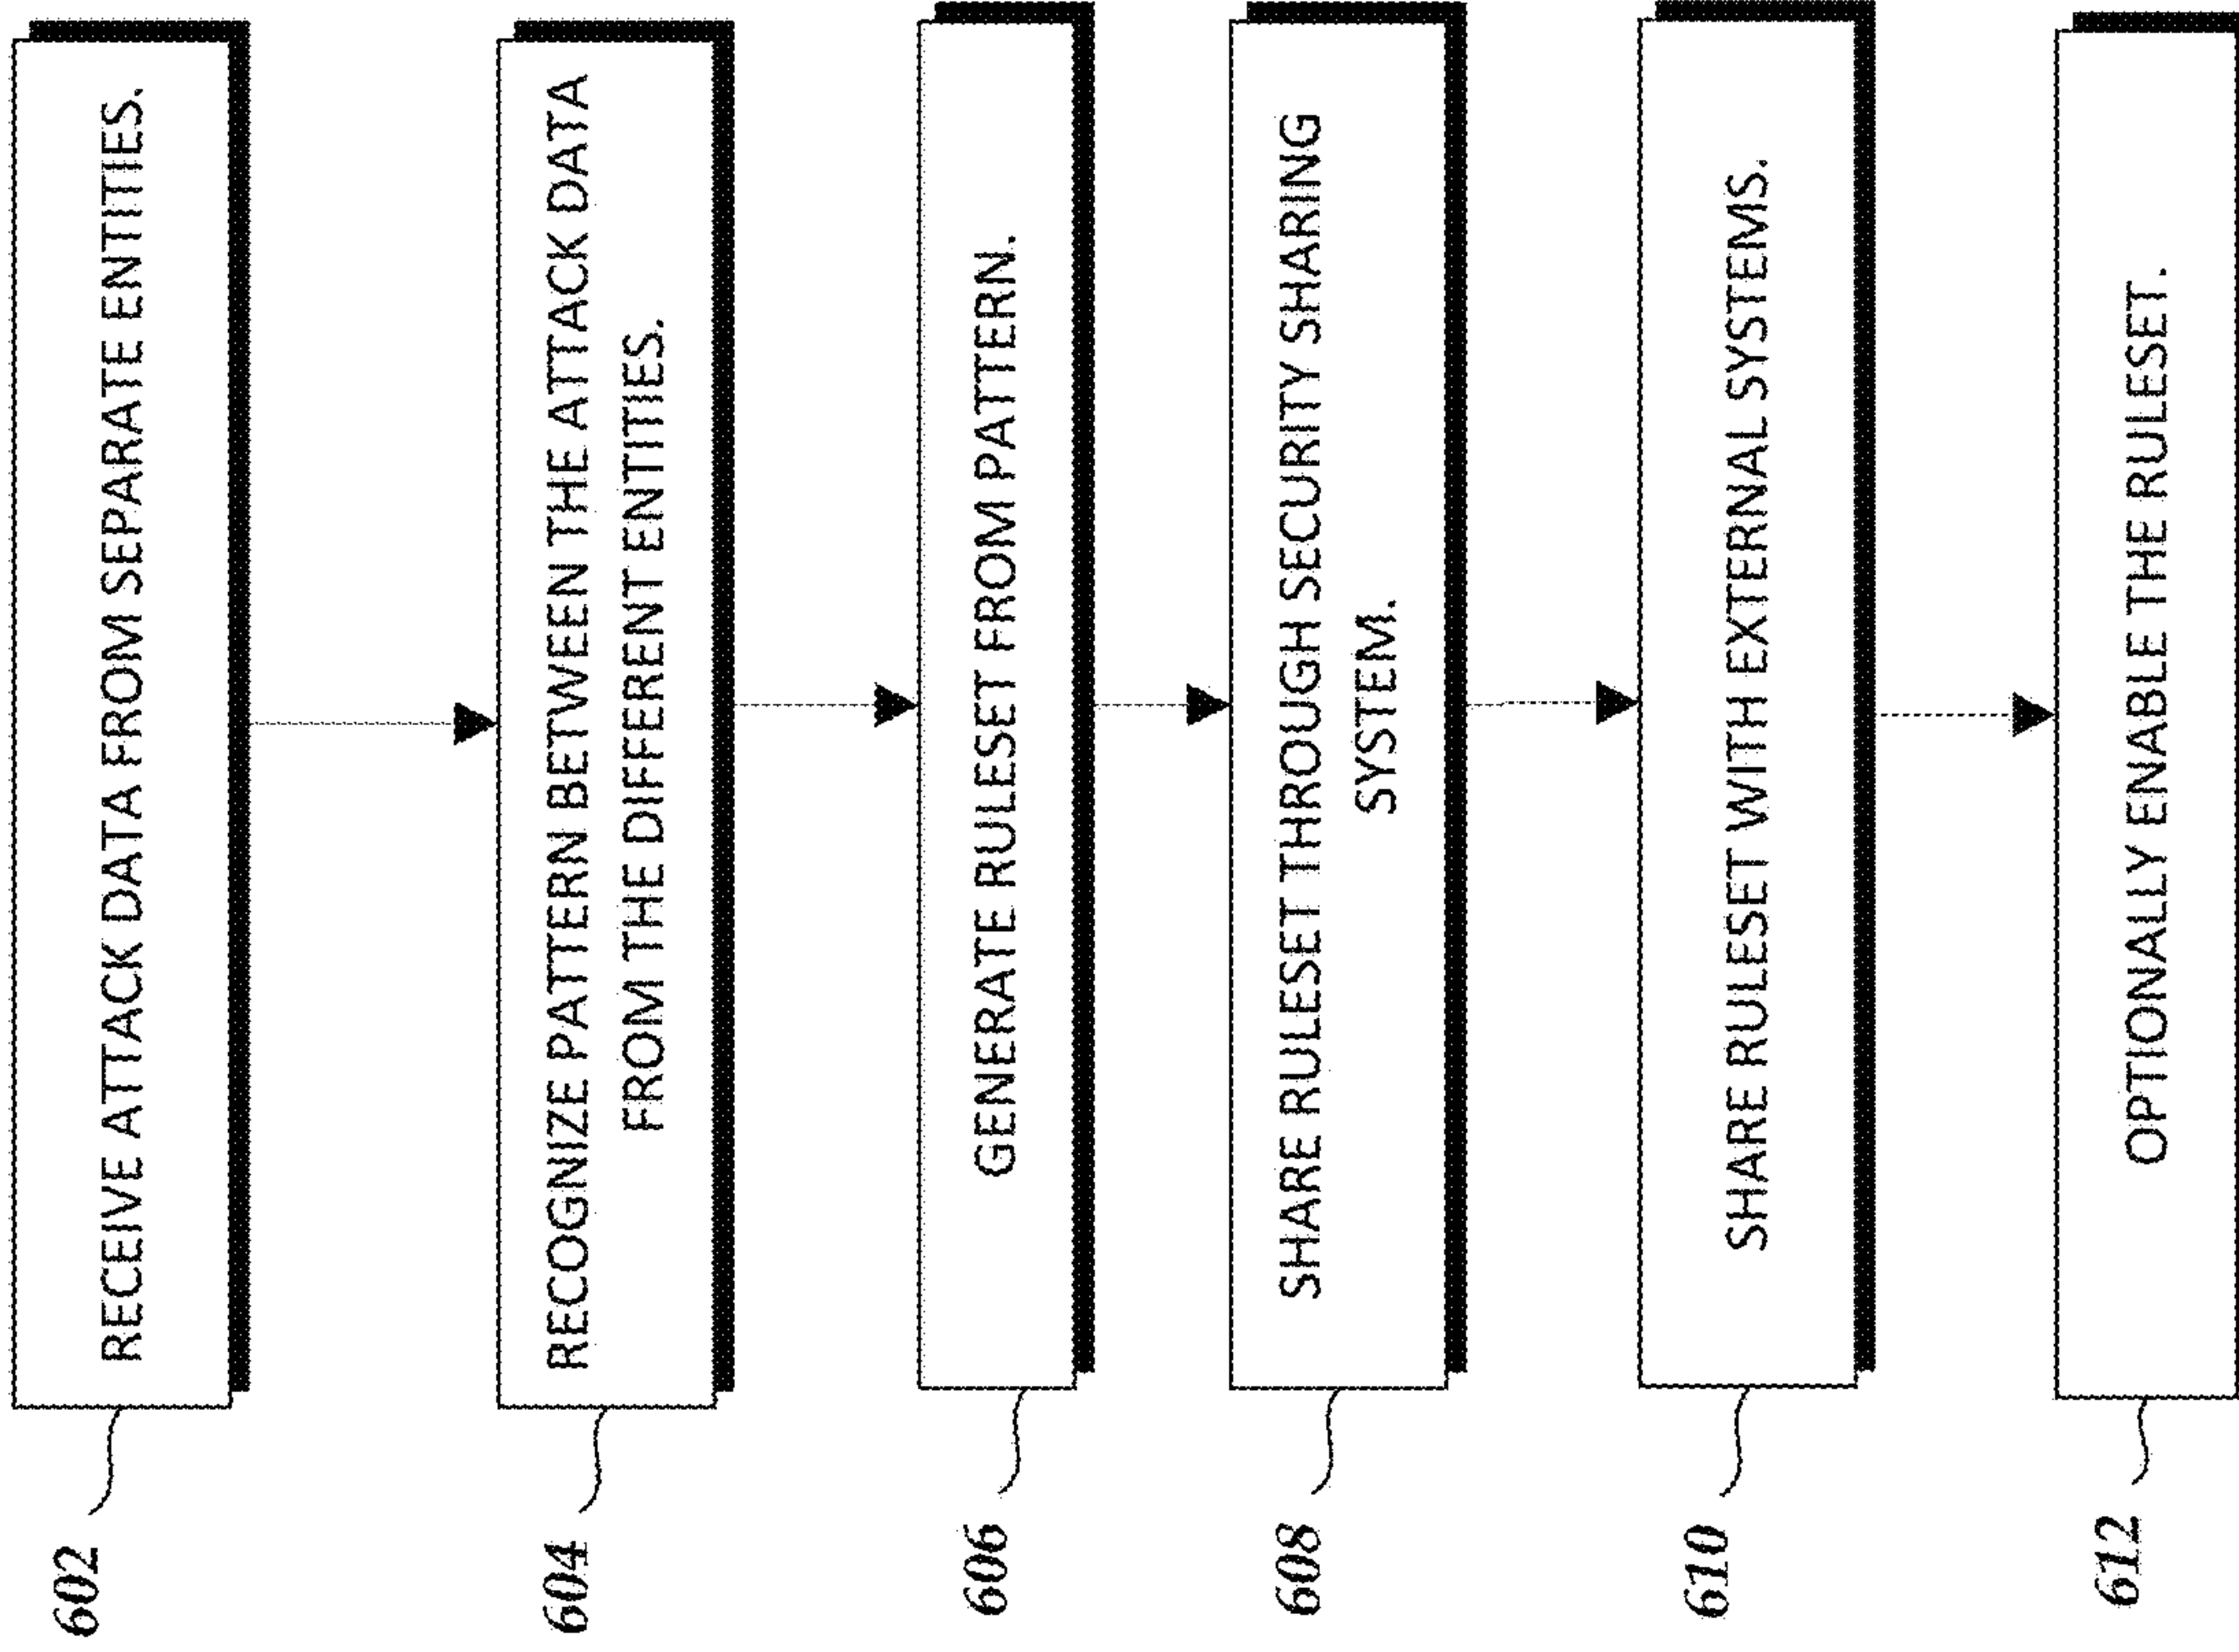 602
RECEIVE ATTACK DATA FROM SEPARATE ENTITIES.
604
RECOGNIZE PATTERN BETWEEN THE ATTACK DATA
FROM THE DIFFERENT ENTITIES.
606
GENERATE RULESET FROM PATTERN.
608
SHARE RULESET THROUGH SECURITY SHARING
SYSTEM.
610
SHARE RULESET WITH EXTERNAL SYSTEMS.
612
OPTIONALLY ENABLE THE RULESET.